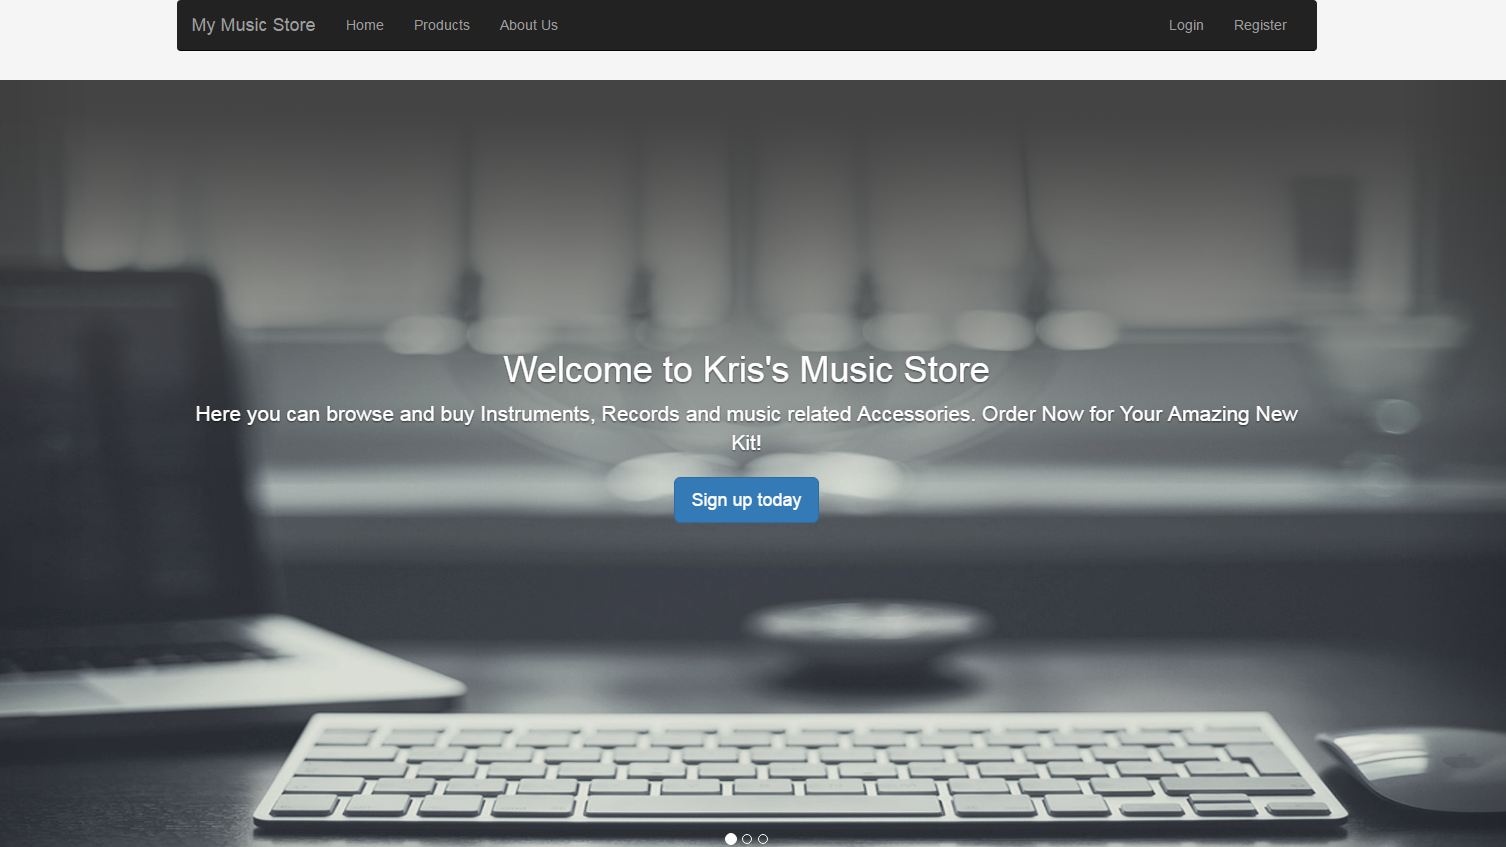 My Music Store Home Products About Us Login Register
Welcome to Kris's Music Store
Here you can browse and buy Instruments, Records and music related Accessories. Order Now for Your Amazing New
Kit!
Sign up today